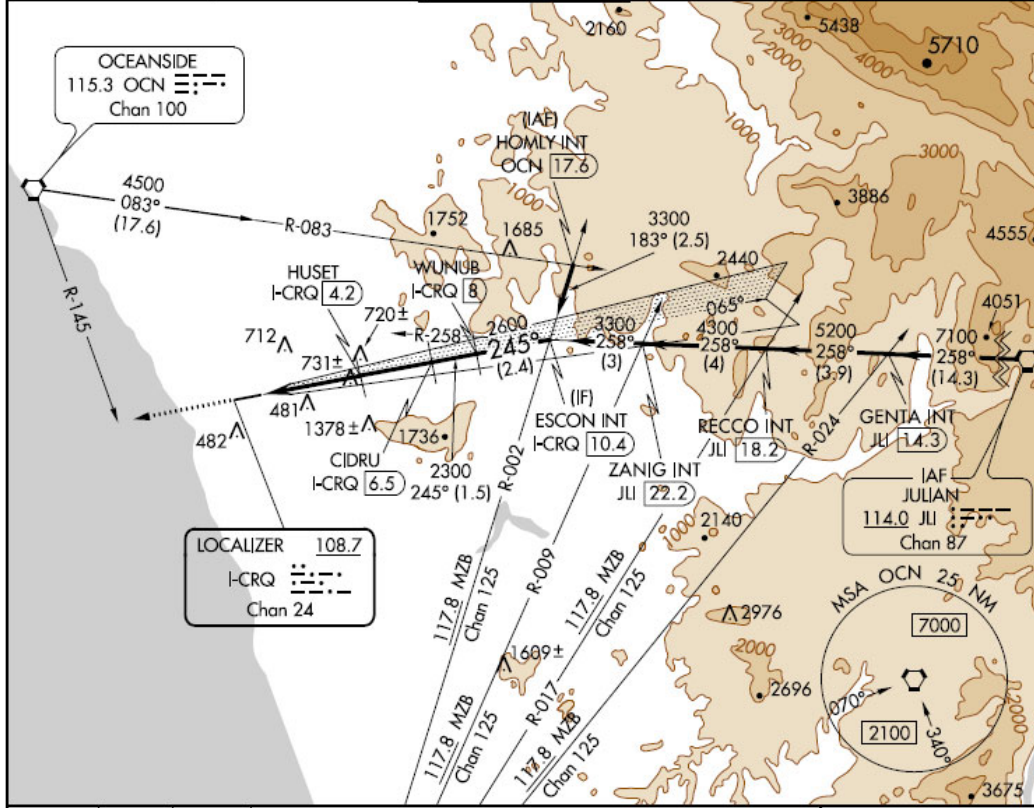 2160
5438
5710
3000
2000
4000
OCEANSIDE
115.3 OCN
Chan 100
1000
3000
(IAF)
HOMLY INT
OCN 17.6
4500
083°
(17.6)
R-083
1000
1752
1685
3300
183° (2.5)
3886
4555
HUSET
I-CRQ 4.2
WUNUB
I-CRQ 8
2440
065°
4051
R-145
720±
712
R-258
2600
245°
(2.4)
3300
258°
(3)
4300
258°
(4)
5200
258°
(3.9)
7100
258°
(14.3)
731±
481
482
1378±
1736
CIDRU
I-CRQ 6.5
2300
245° (1.5)
(IF)
ESCON INT
I-CRQ 10.4
R-002
ZANIG INT
JLI 22.2
RECCO INT
JLI 18.2
R-024
GENTA INT
JLI 14.3
IAF
JULIAN
114.0 JLI
Chan 87
LOCALIZER 108.7
I-CRQ
Chan 24
1000
2140
R-009
117.8 MZB
Chan 125
117.8 MZB
Chan 125
MSA OCN 25 NM
7000
070°
2100
340°
2976
2000
2696
1609±
R-017
117.8 MZB
Chan 125
117.8 MZB
Chan 125
2000
3675